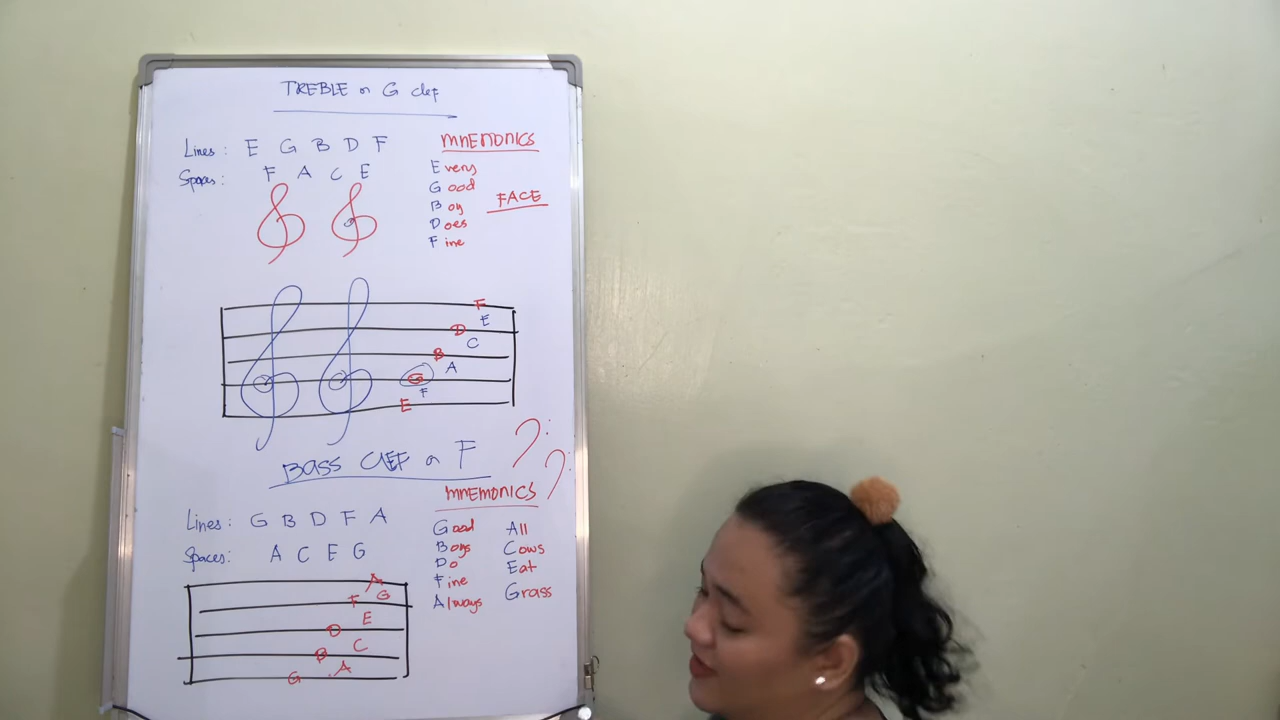 TREBLE or G clef
Lines: E G B D F
Spaces: F A C E
MNEMONICS
Every
Good
Boy
Does
Fine
FACE
F
E
D
C
B
A
G
F
E
BASS CLEF or F
Lines: G B D F A
Spaces: A C E G
MNEMONICS
Good
Boys
Do
Fine
Always
All
Cows
Eat
Grass
A
G
F
E
D
C
B
A
G